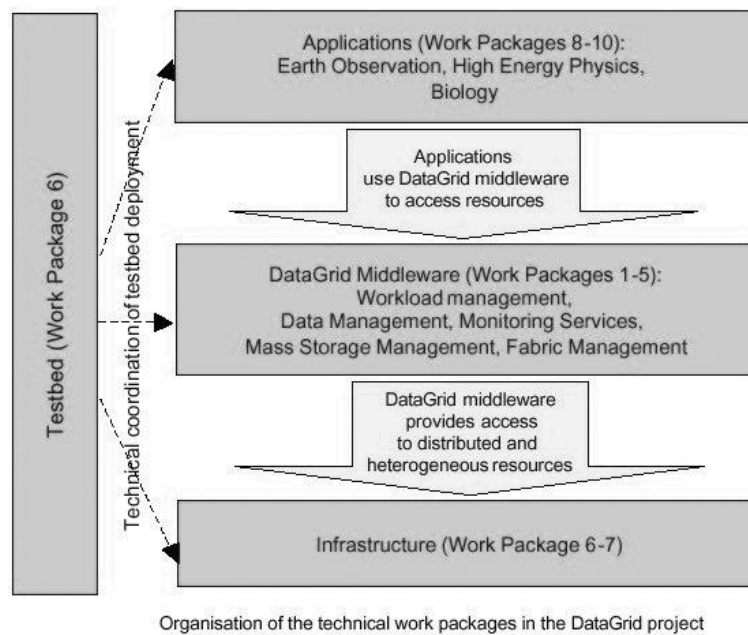 Testbed (Work Package 6)
Technical coordination of testbed deployment
Applications (Work Packages 8-10):
Earth Observation, High Energy Physics,
Biology
Applications
use DataGrid middleware
to access resources
DataGrid Middleware (Work Packages 1-5):
Workload management,
Data Management, Monitoring Services,
Mass Storage Management, Fabric Management
DataGrid middleware
provides access
to distributed and
heterogeneous resources
Infrastructure (Work Package 6-7)
Organisation of the technical work packages in the DataGrid project